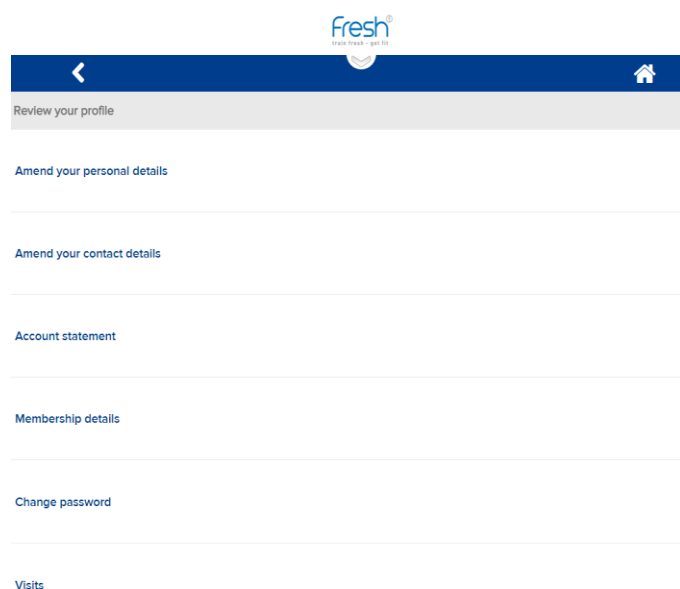 fresh
train fresh - get fit
Review your profile
Amend your personal details
Amend your contact details
Account statement
Membership details
Change password
Visits